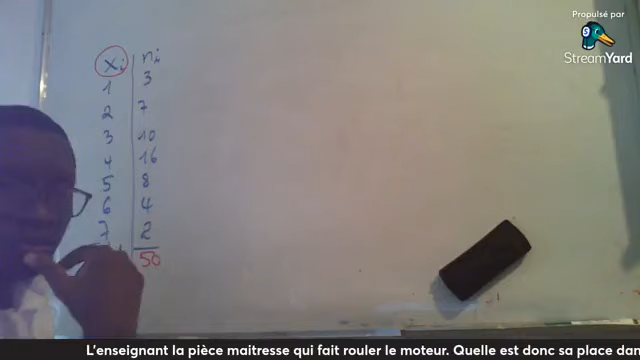 Propulsé par
StreamYard
xi ni
1 3
2 7
3 10
4 16
5 8
6 4
7 2
50
L'enseignant la pièce maitresse qui fait rouler le moteur. Quelle est donc sa place dan